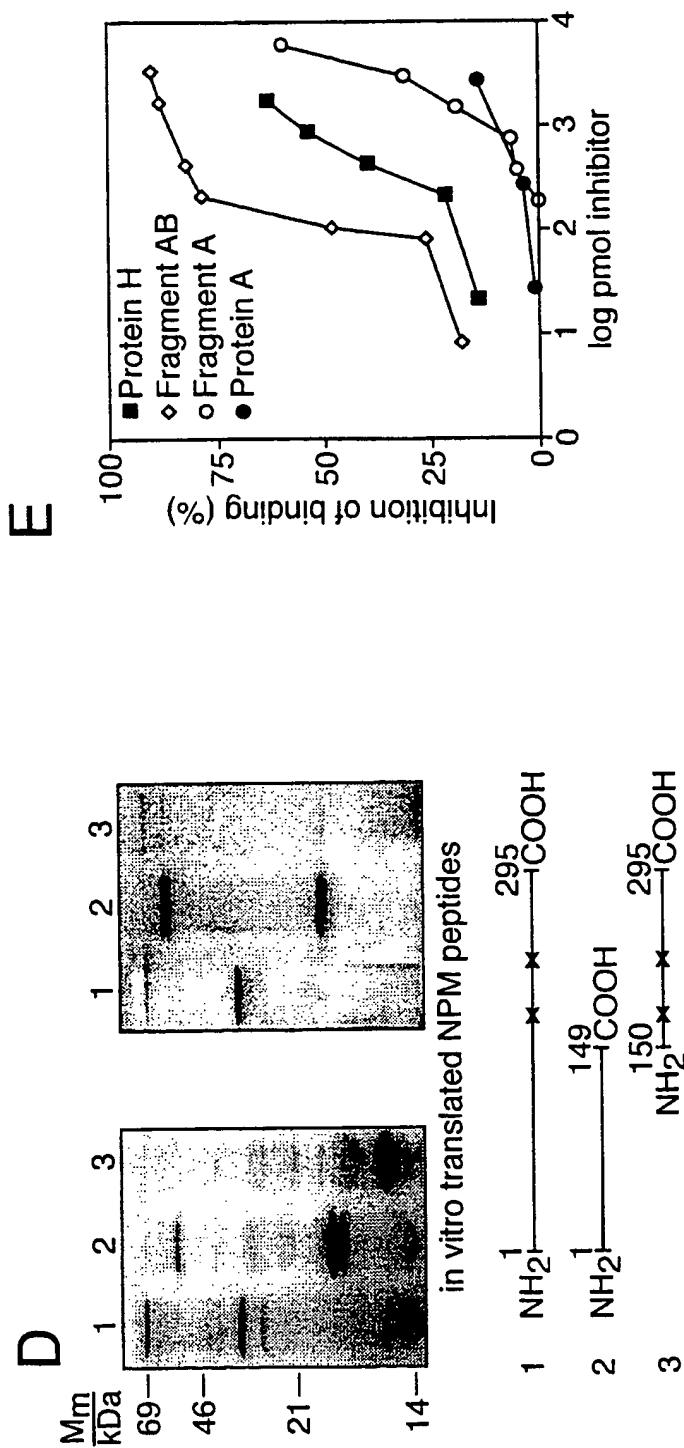 D
1 2 3
1 2 3
Mm
kDa
69
46
21
14
in vitro translated NPM peptides
1 NH2 1 295 COOH
2 NH2 1 149 COOH
3 NH2 150 295 COOH
E
Inhibition of binding (%)
100
75
50
25
0
Protein H
Fragment AB
Fragment A
Protein A
0 1 2 3 4
log pmol inhibitor